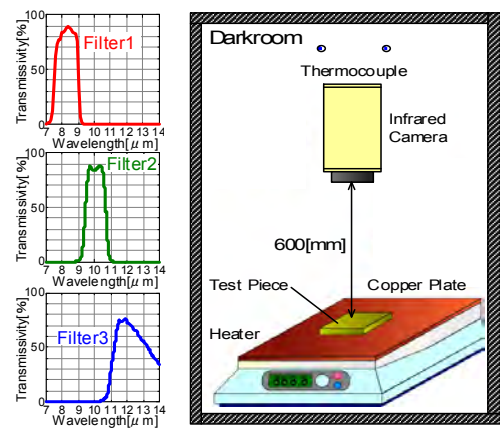 Transmissivity[%]
100
50
0
Filter1
7 8 9 10 11 12 13 14
Wavelength[μm]
Transmissivity[%]
100
50
0
Filter2
7 8 9 10 11 12 13 14
Wavelength[μm]
Transmissivity[%]
100
50
0
Filter3
7 8 9 10 11 12 13 14
Wavelength[μm]
Darkroom
Thermocouple
Infrared
Camera
600[mm]
Test Piece
Copper Plate
Heater